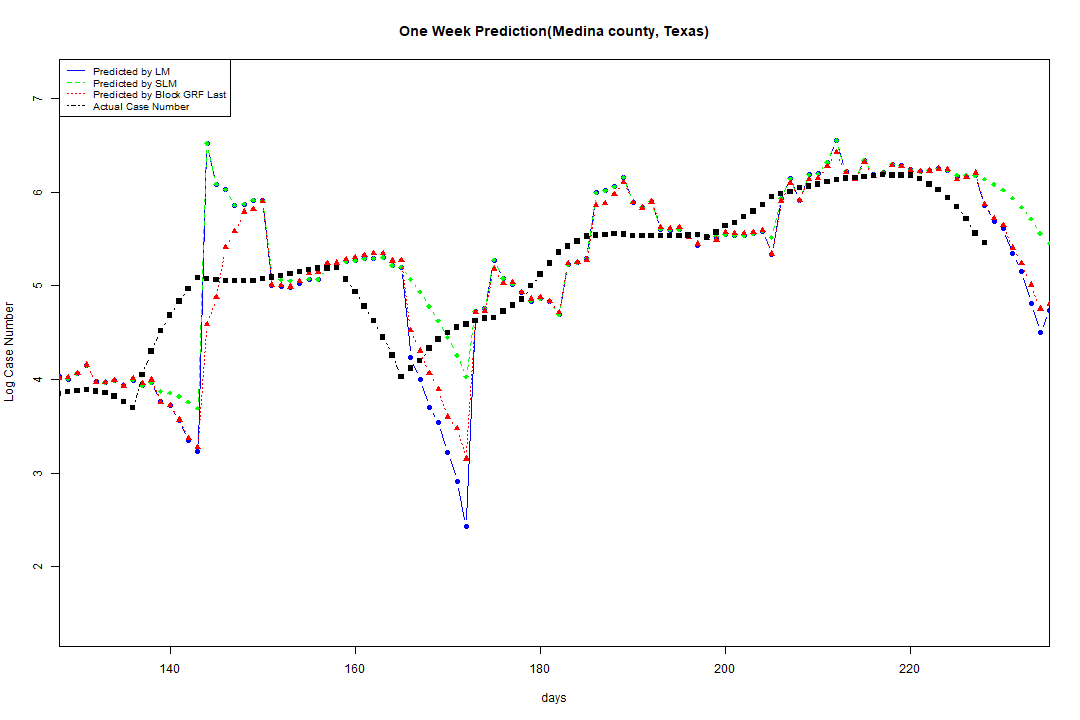 One Week Prediction(Medina county, Texas)
Predicted by LM
Predicted by SLM
Predicted by Block GRF Last
Actual Case Number
7
6
5
4
3
2
Log Case Number
140 160 180 200 220
days